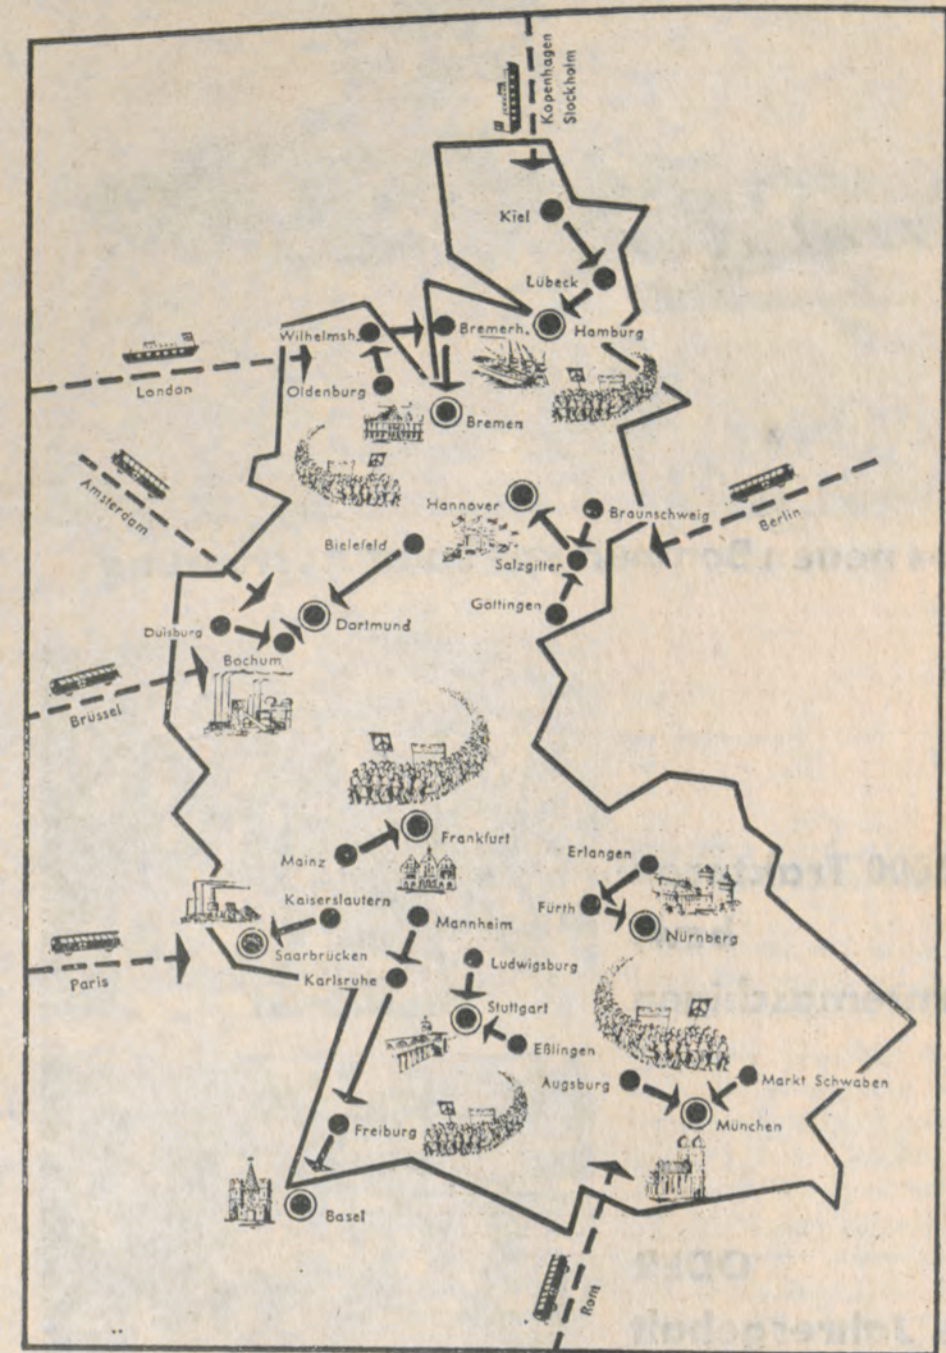 Kopenhagen
Stockholm
Kiel
Lübeck
Hamburg
Wilhelmsh.
Bremerh.
London
Oldenburg
Bremen
Amsterdam
Hannover
Braunschweig
Berlin
Bielefeld
Salzgitter
Göttingen
Duisburg
Dortmund
Bochum
Brüssel
Frankfurt
Mainz
Erlangen
Kaiserslautern
Fürth
Mannheim
Nürnberg
Saarbrücken
Ludwigsburg
Paris
Karlsruhe
Stuttgart
Eßlingen
Augsburg
Markt Schwaben
München
Freiburg
Basel
Rom